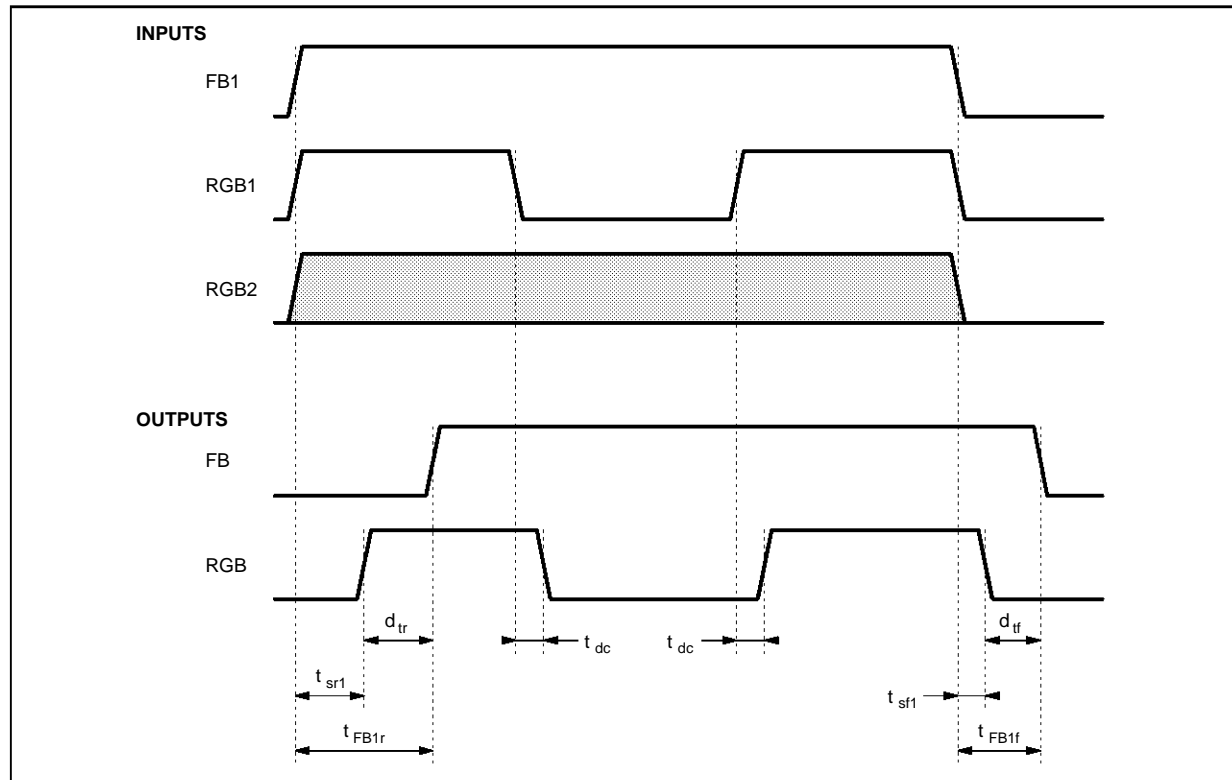 INPUTS
FB1
RGB1
RGB2
OUTPUTS
FB
RGB
d tr
t dc
t dc
d tf
t sr1
t sf1
t FB1r
t FB1f